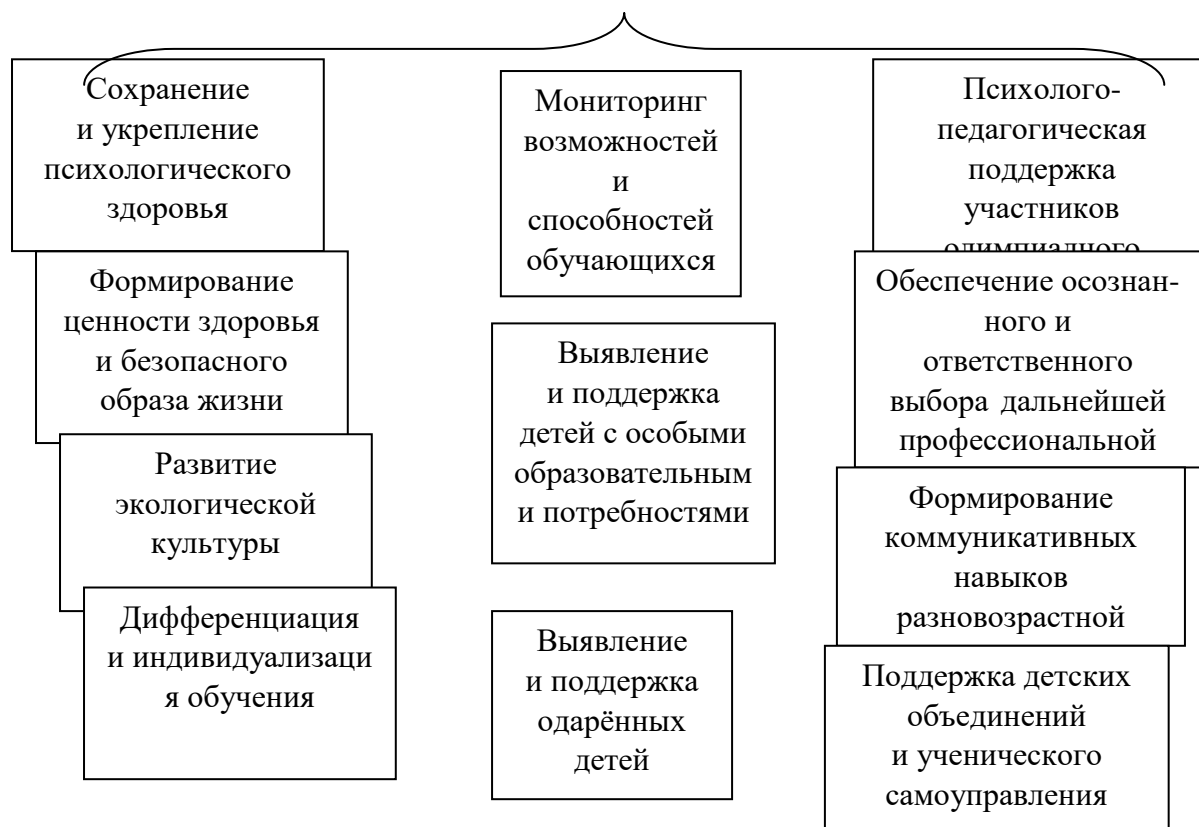 Сохранение
и укрепление
психологического
здоровья
Формирование
ценности здоровья
и безопасного
образа жизни
Развитие
экологической
культуры
Дифференциация
и индивидуализаци
я обучения
Мониторинг
возможностей
и
способностей
обучающихся
Выявление
и поддержка
детей с особыми
образовательным
и потребностями
Выявление
и поддержка
одарённых
детей
Психолого-
педагогическая
поддержка
участников
олимпиадного
Обеспечение осознан-
ного и
ответственного
выбора дальнейшей
профессиональной
Формирование
коммуникативных
навыков
разновозрастной
Поддержка детских
объединений
и ученического
самоуправления